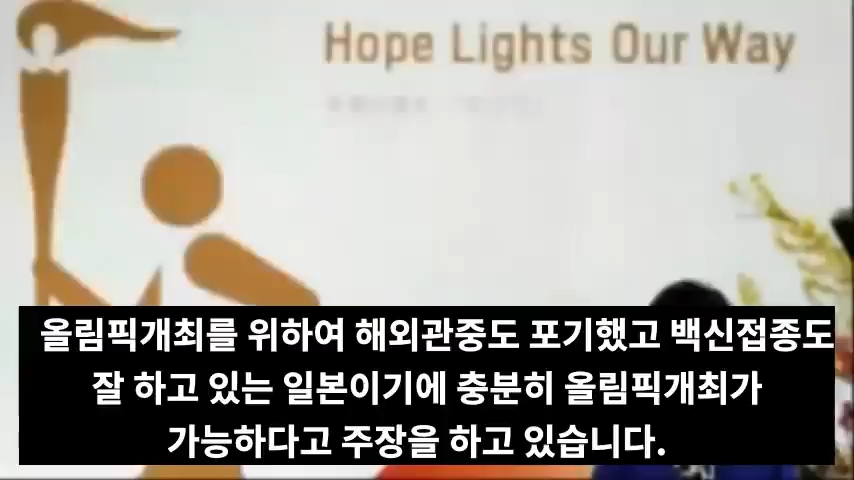 Hope Lights Our Way
올림픽개최를 위하여 해외관중도 포기했고 백신접종도
잘 하고 있는 일본이기에 충분히 올림픽개최가
가능하다고 주장을 하고 있습니다.